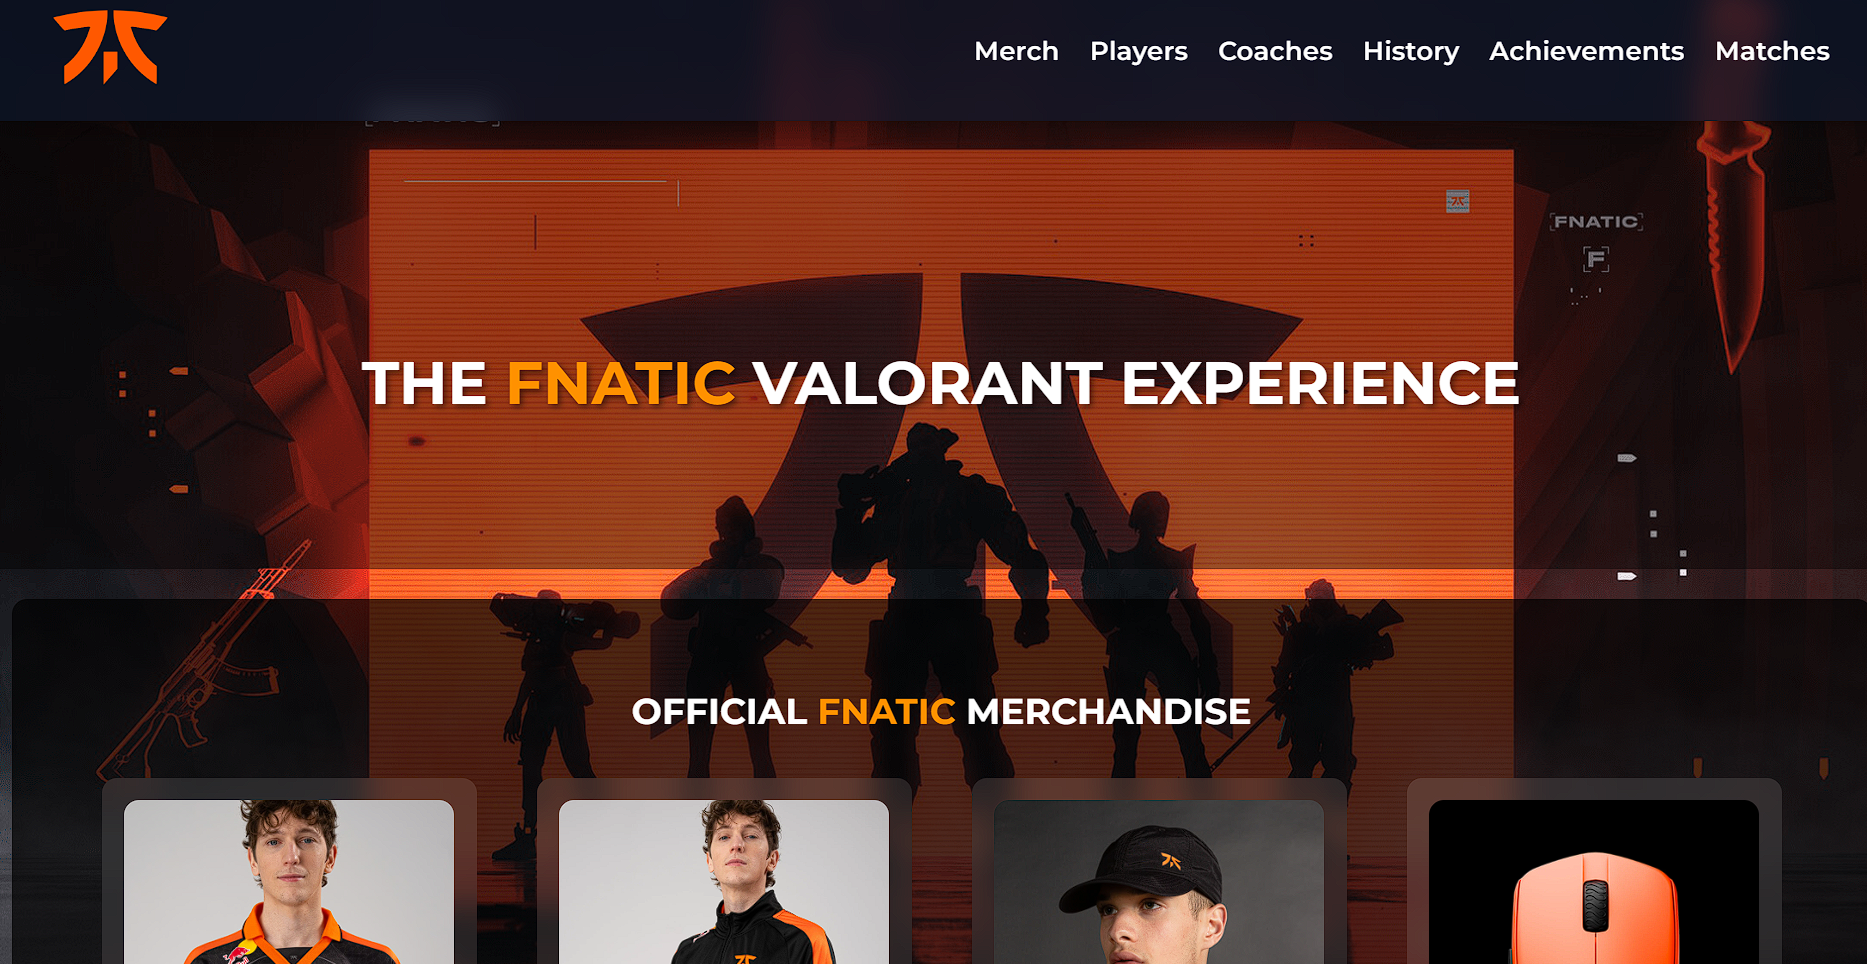 Merch Players Coaches History Achievements Matches
[FNATIC]
F
THE FNATIC VALORANT EXPERIENCE
OFFICIAL FNATIC MERCHANDISE